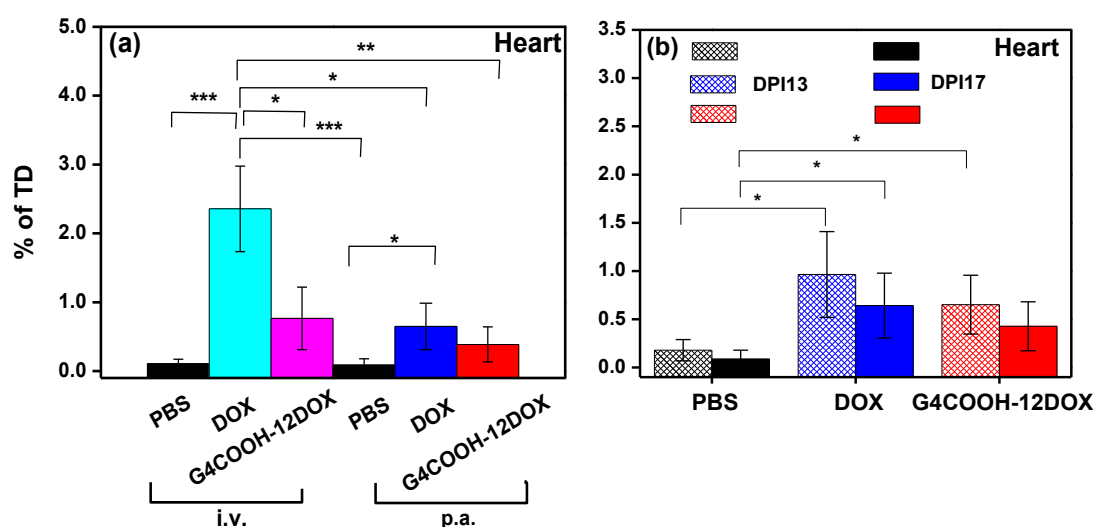 (a)
Heart
% of TD
5.0
4.0
3.0
2.0
1.0
0.0
***
*
***
*
**
*
PBS
DOX
G4COOH-12DOX
PBS
DOX
G4COOH-12DOX
i.v.
p.a.
(b)
Heart
DPI13
DPI17
3.5
3.0
2.5
2.0
1.5
1.0
0.5
0.0
*
*
*
PBS
DOX
G4COOH-12DOX